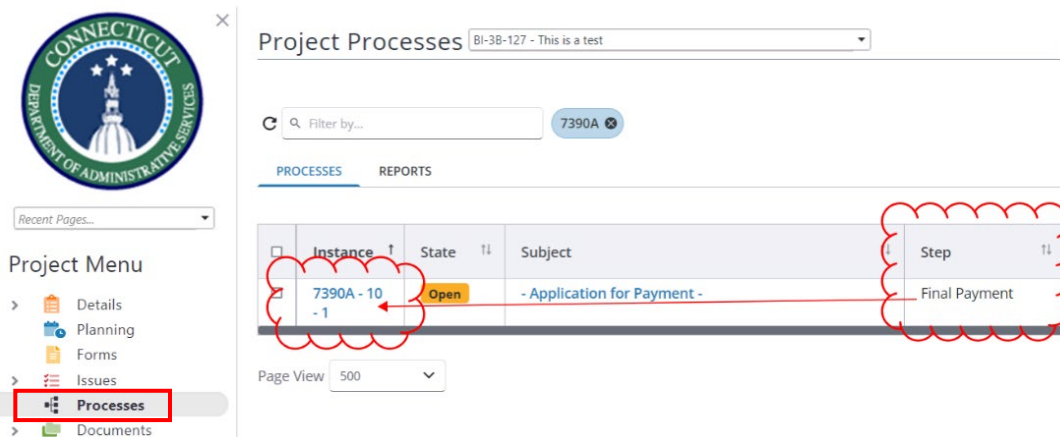 CONNECTICUT
DEPARTMENT OF ADMINISTRATIVE SERVICES
Recent Pages...
Project Menu
Details
Planning
Forms
Issues
Processes
Documents
Project Processes BI-3B-127 - This is a test
Filter by... 7390A
PROCESSES REPORTS
Instance State Subject Step
7390A - 10 Open - Application for Payment - Final Payment
- 1
Page View 500